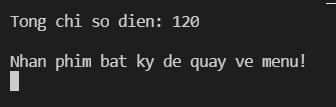 Tong chi so dien: 120
Nhan phim bat ky de quay ve menu!